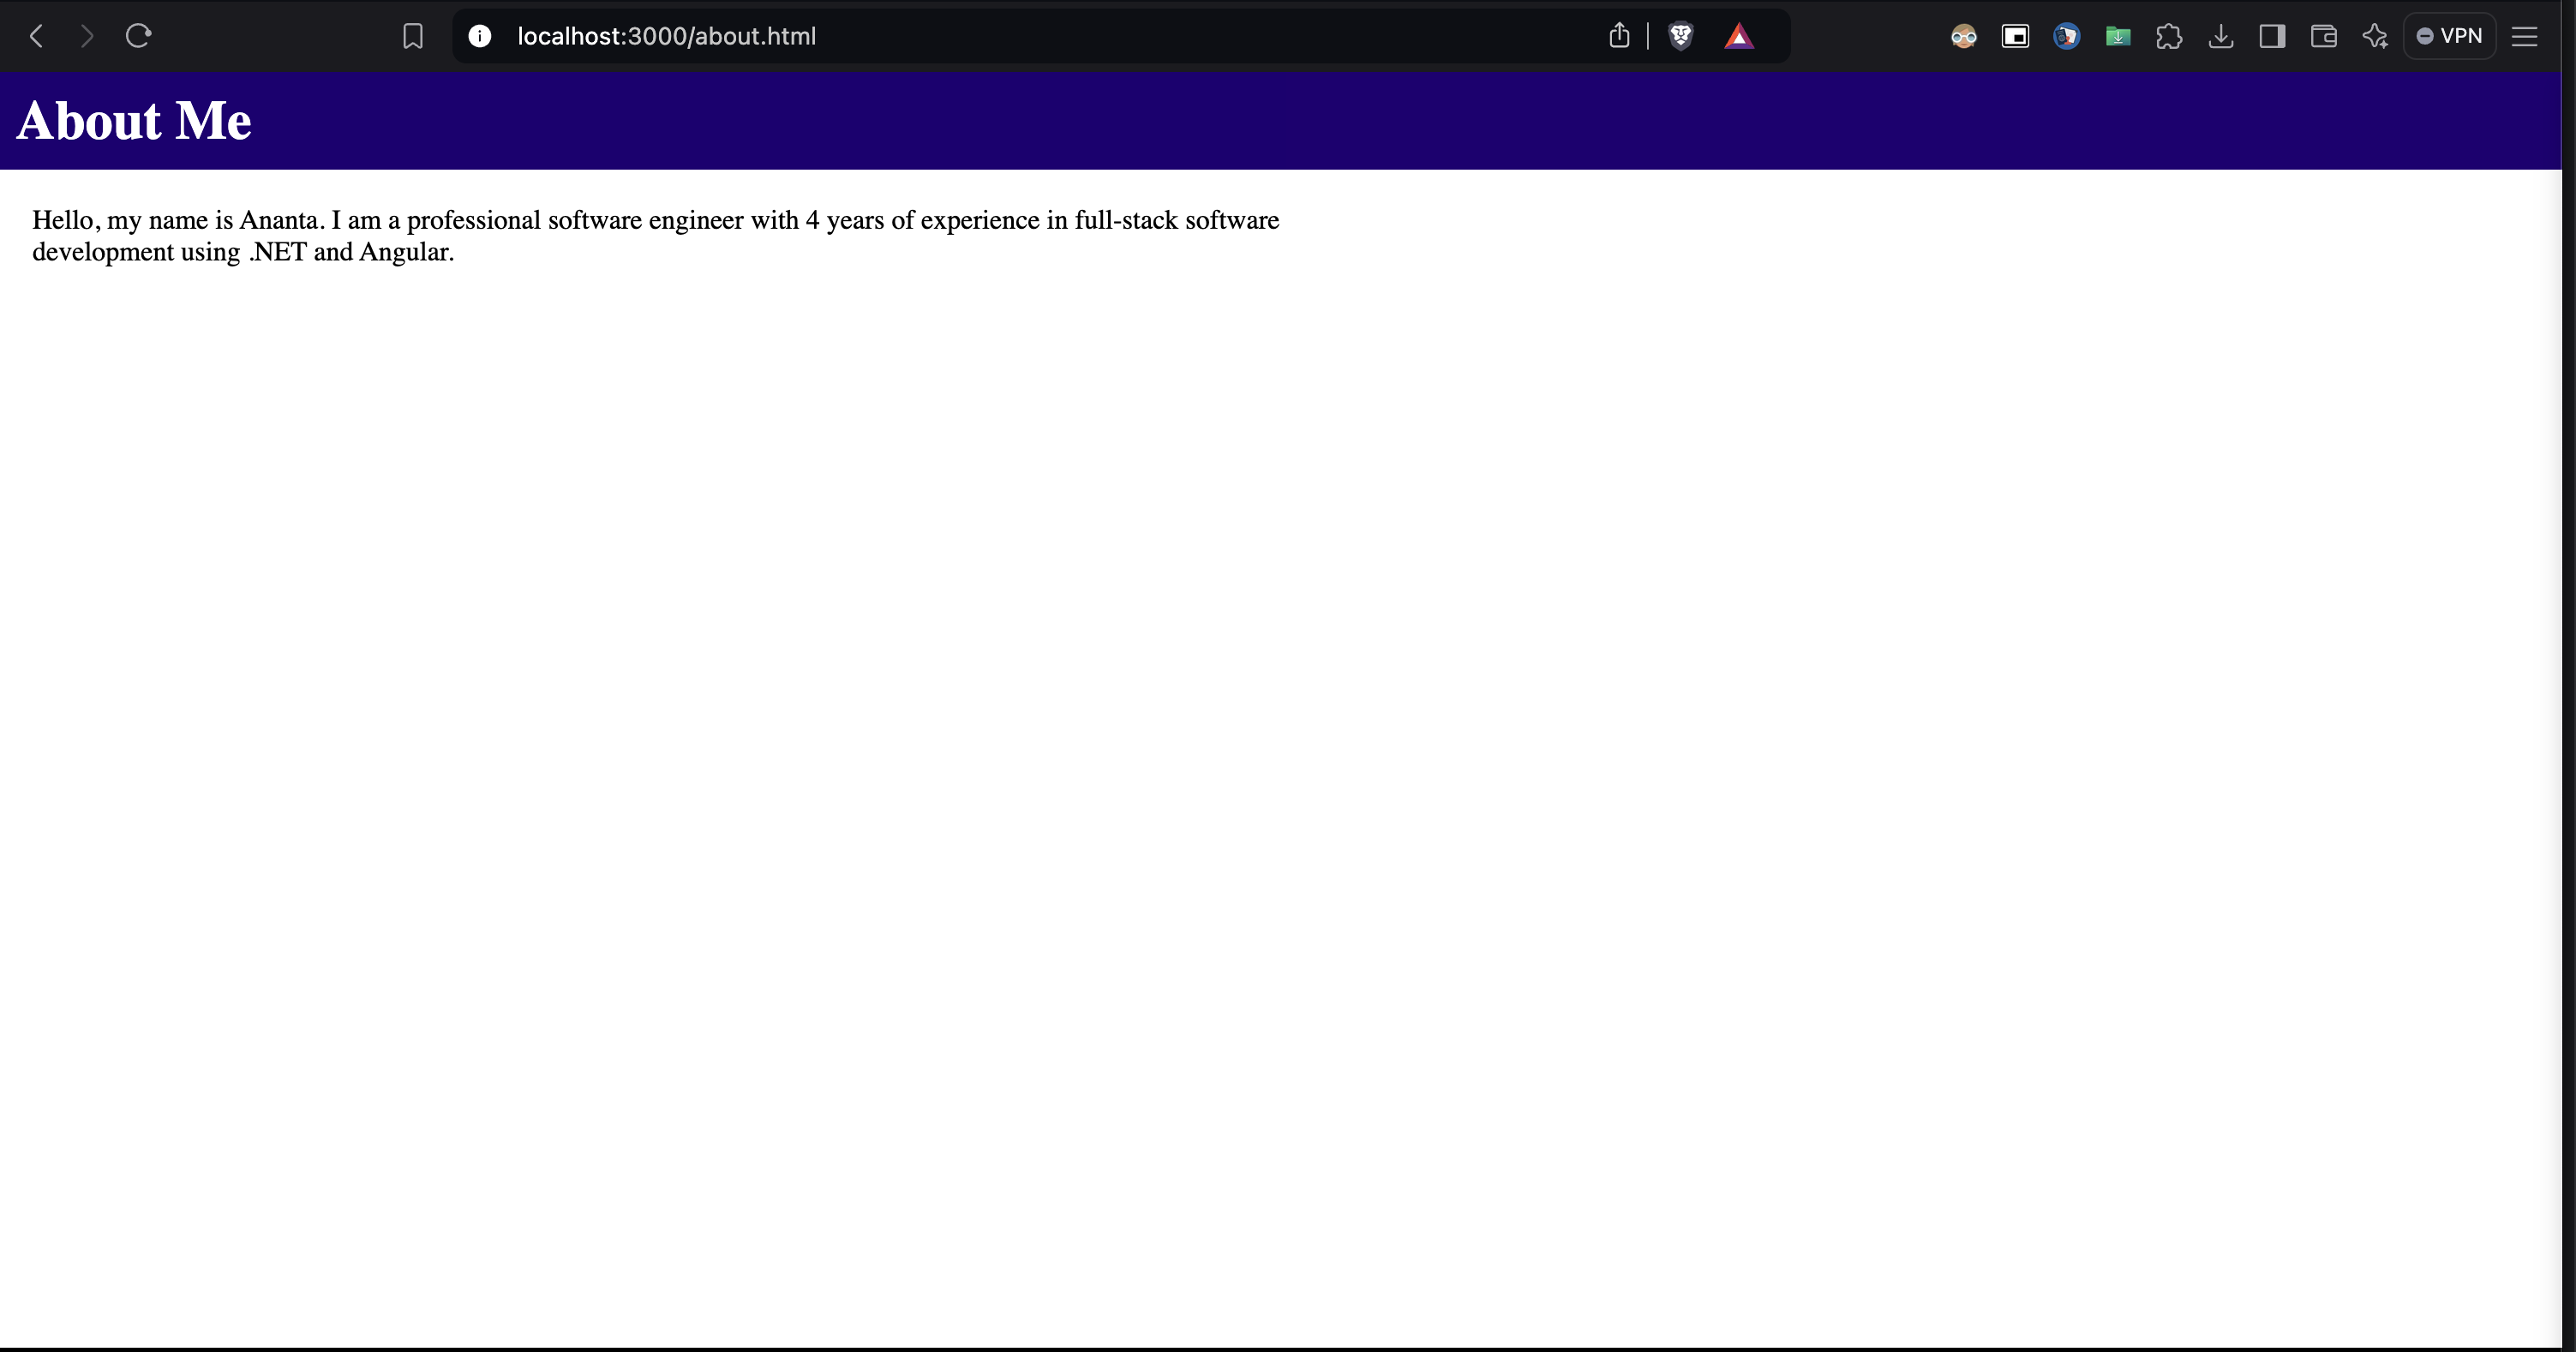 localhost:3000/about.html
VPN
About Me
Hello, my name is Ananta. I am a professional software engineer with 4 years of experience in full-stack software
development using .NET and Angular.